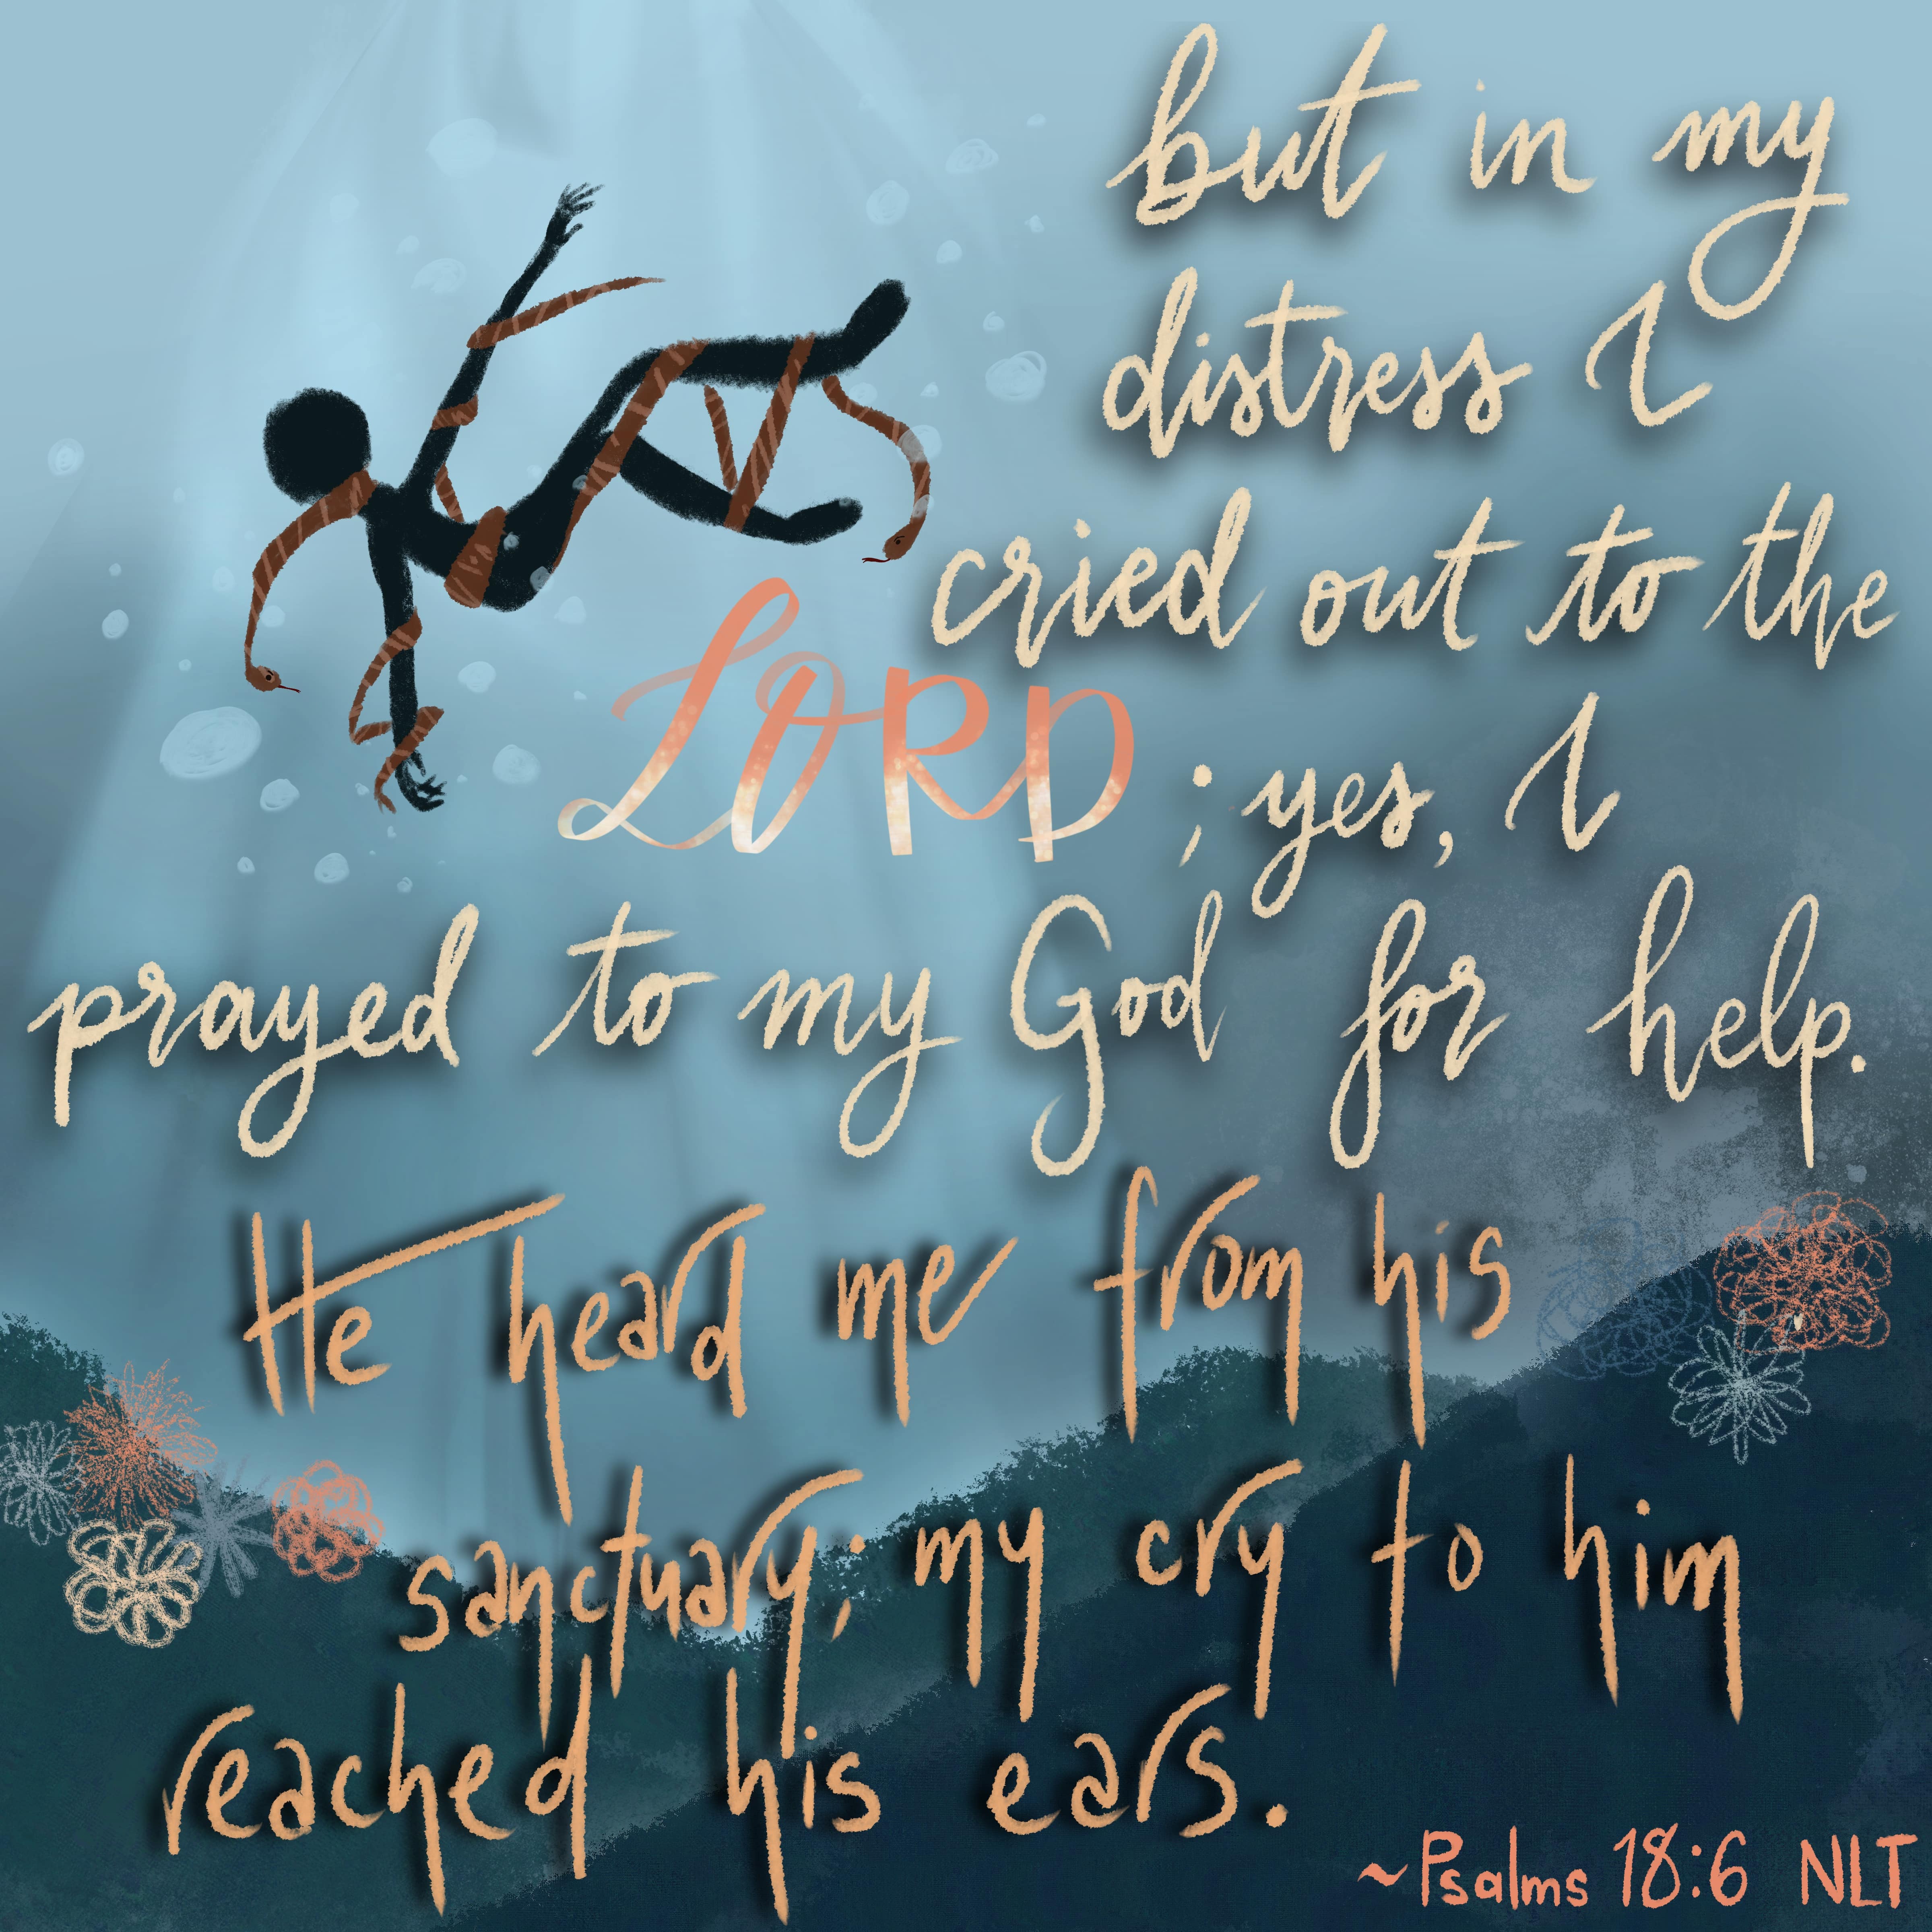 but in my
distress I
cried out to the
LORD; yes, I
prayed to my God for help.
He heard me from his
sanctuary; my cry to him
reached his ears.
~Psalms 18:6 NLT